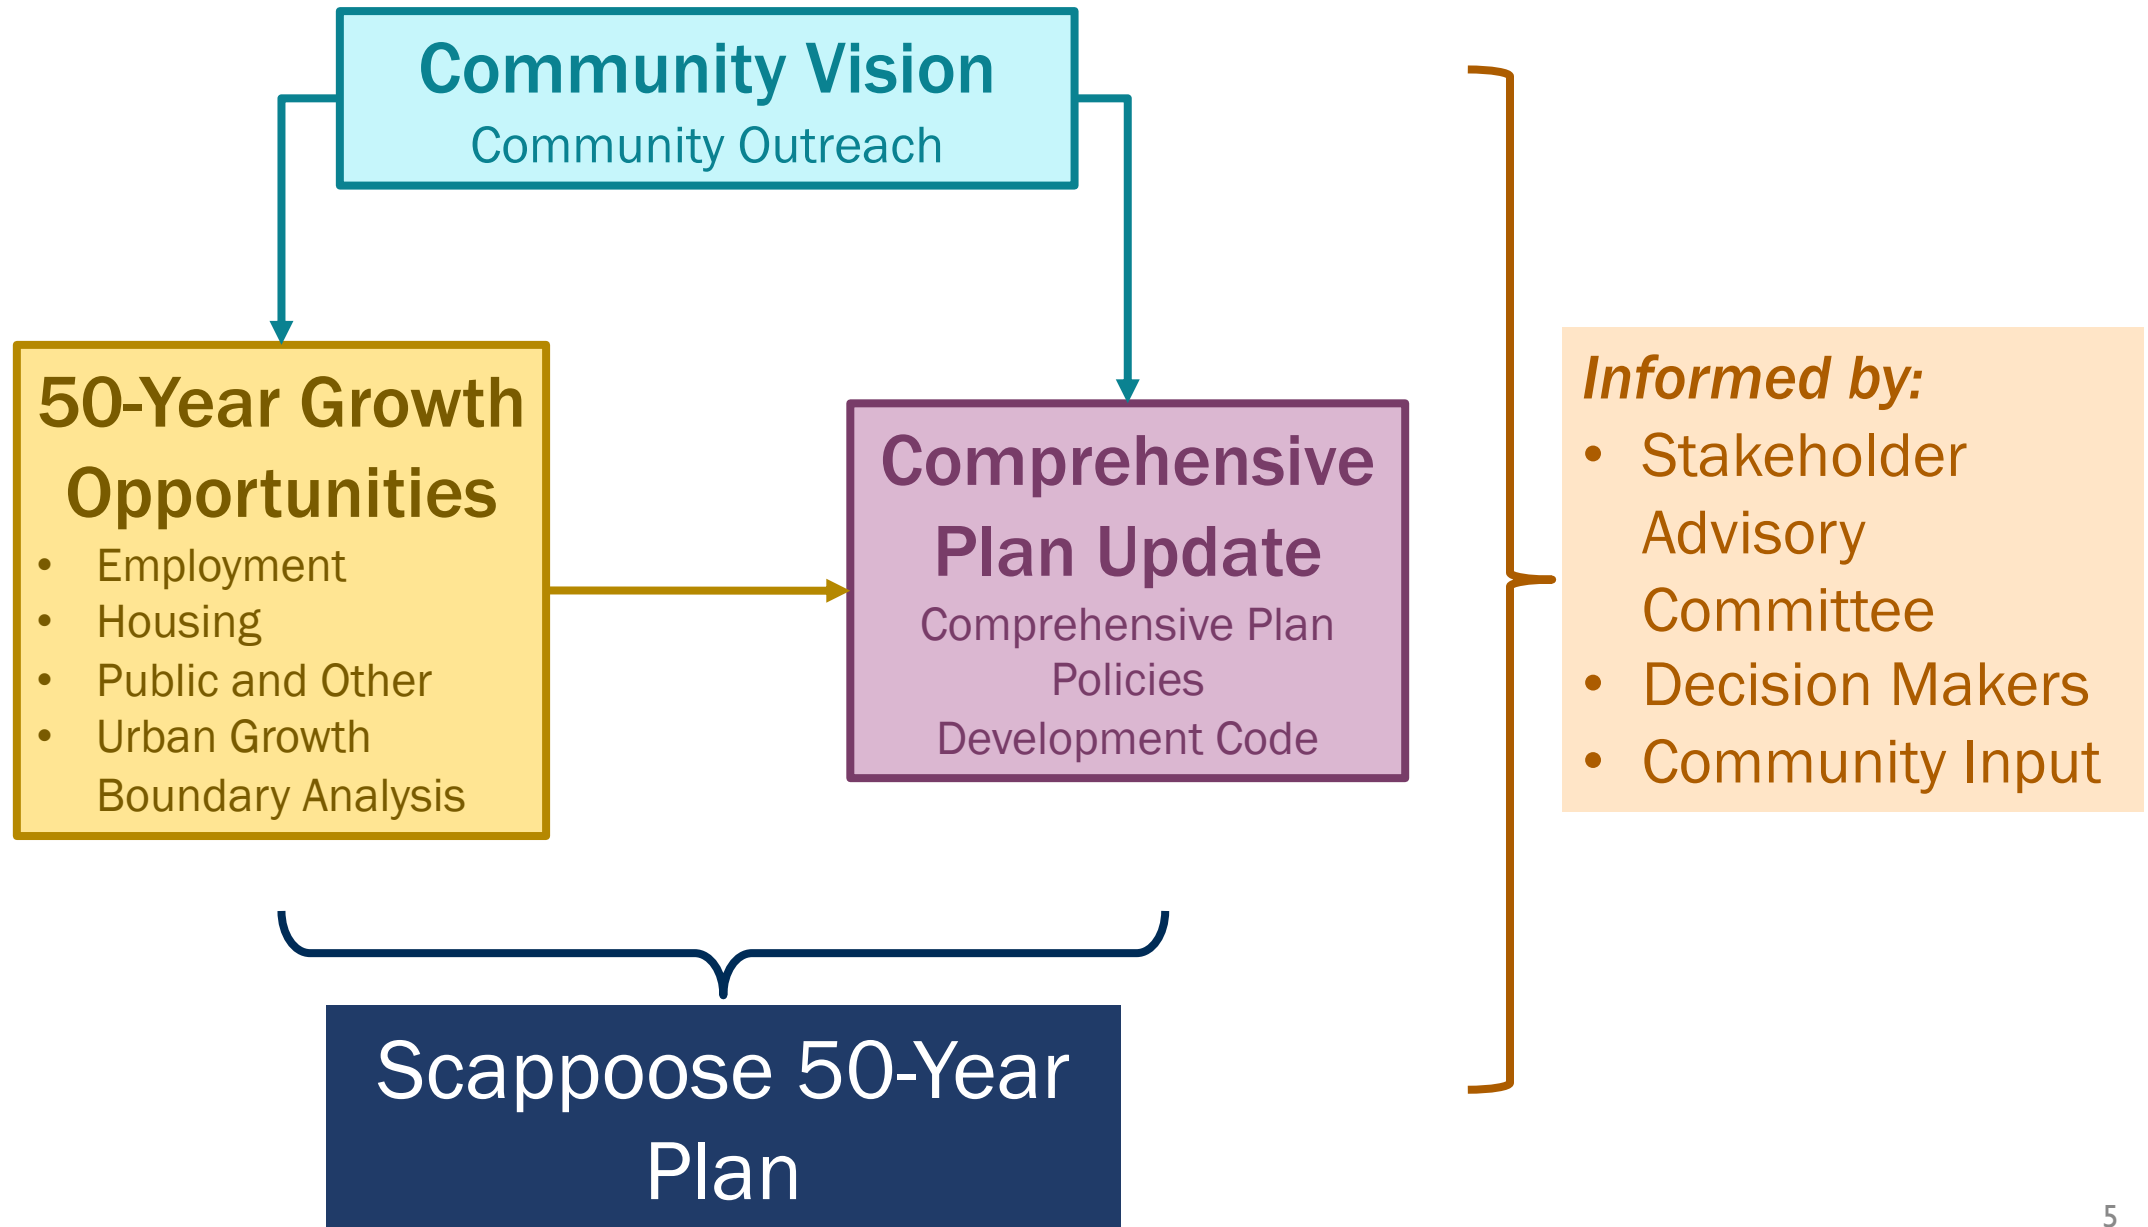 Community Vision
Community Outreach
50-Year Growth
Opportunities
• Employment
• Housing
• Public and Other
• Urban Growth
Boundary Analysis
Comprehensive
Plan Update
Comprehensive Plan
Policies
Development Code
Informed by:
• Stakeholder
Advisory
Committee
• Decision Makers
• Community Input
Scappoose 50-Year
Plan
5